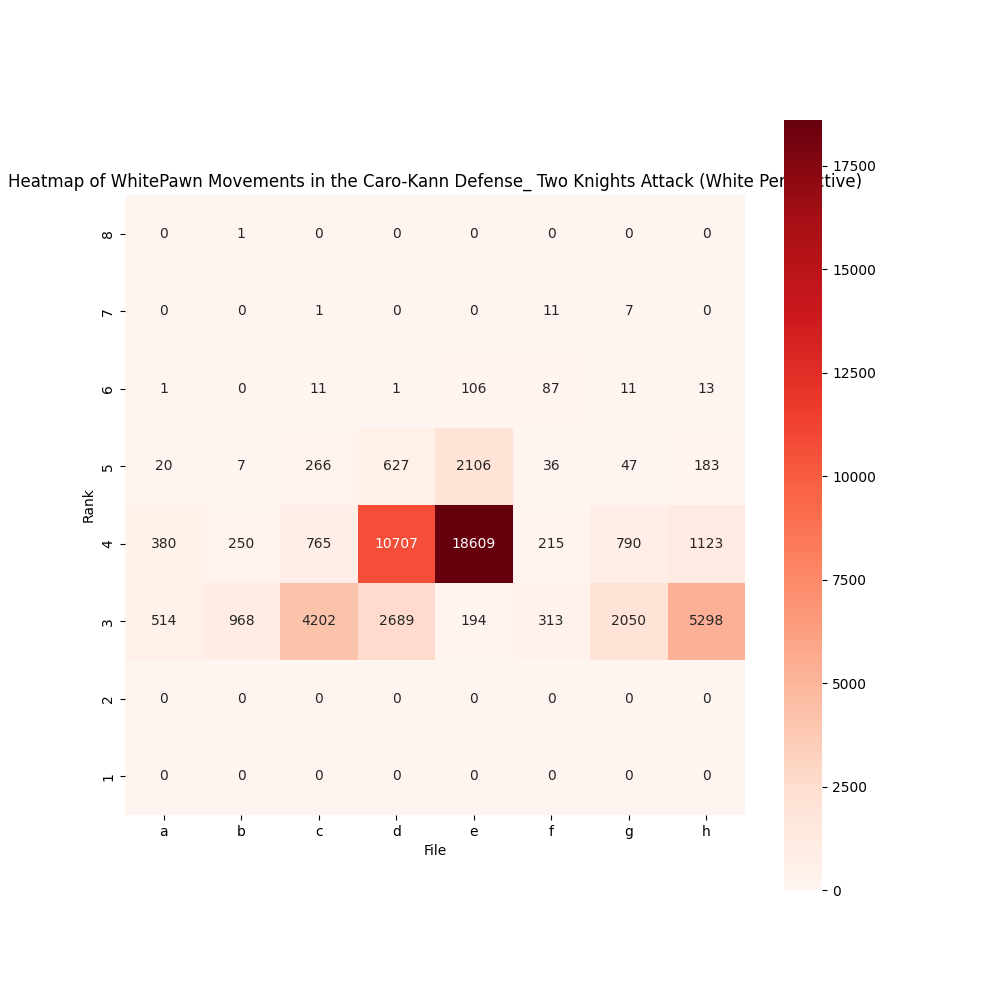 Heatmap of WhitePawn Movements in the Caro-Kann Defense_ Two Knights Attack (White Per ctive)
17500
15000
12500
10000
7500
5000
2500
0
Rank
8 0 1 0 0 0 0 0 0
7 0 0 1 0 0 11 7 0
6 1 0 11 1 106 87 11 13
5 20 7 266 627 2106 36 47 183
4 380 250 765 10707 18609 215 790 1123
3 514 968 4202 2689 194 313 2050 5298
2 0 0 0 0 0 0 0 0
1 0 0 0 0 0 0 0 0
a b c d e f g h
File